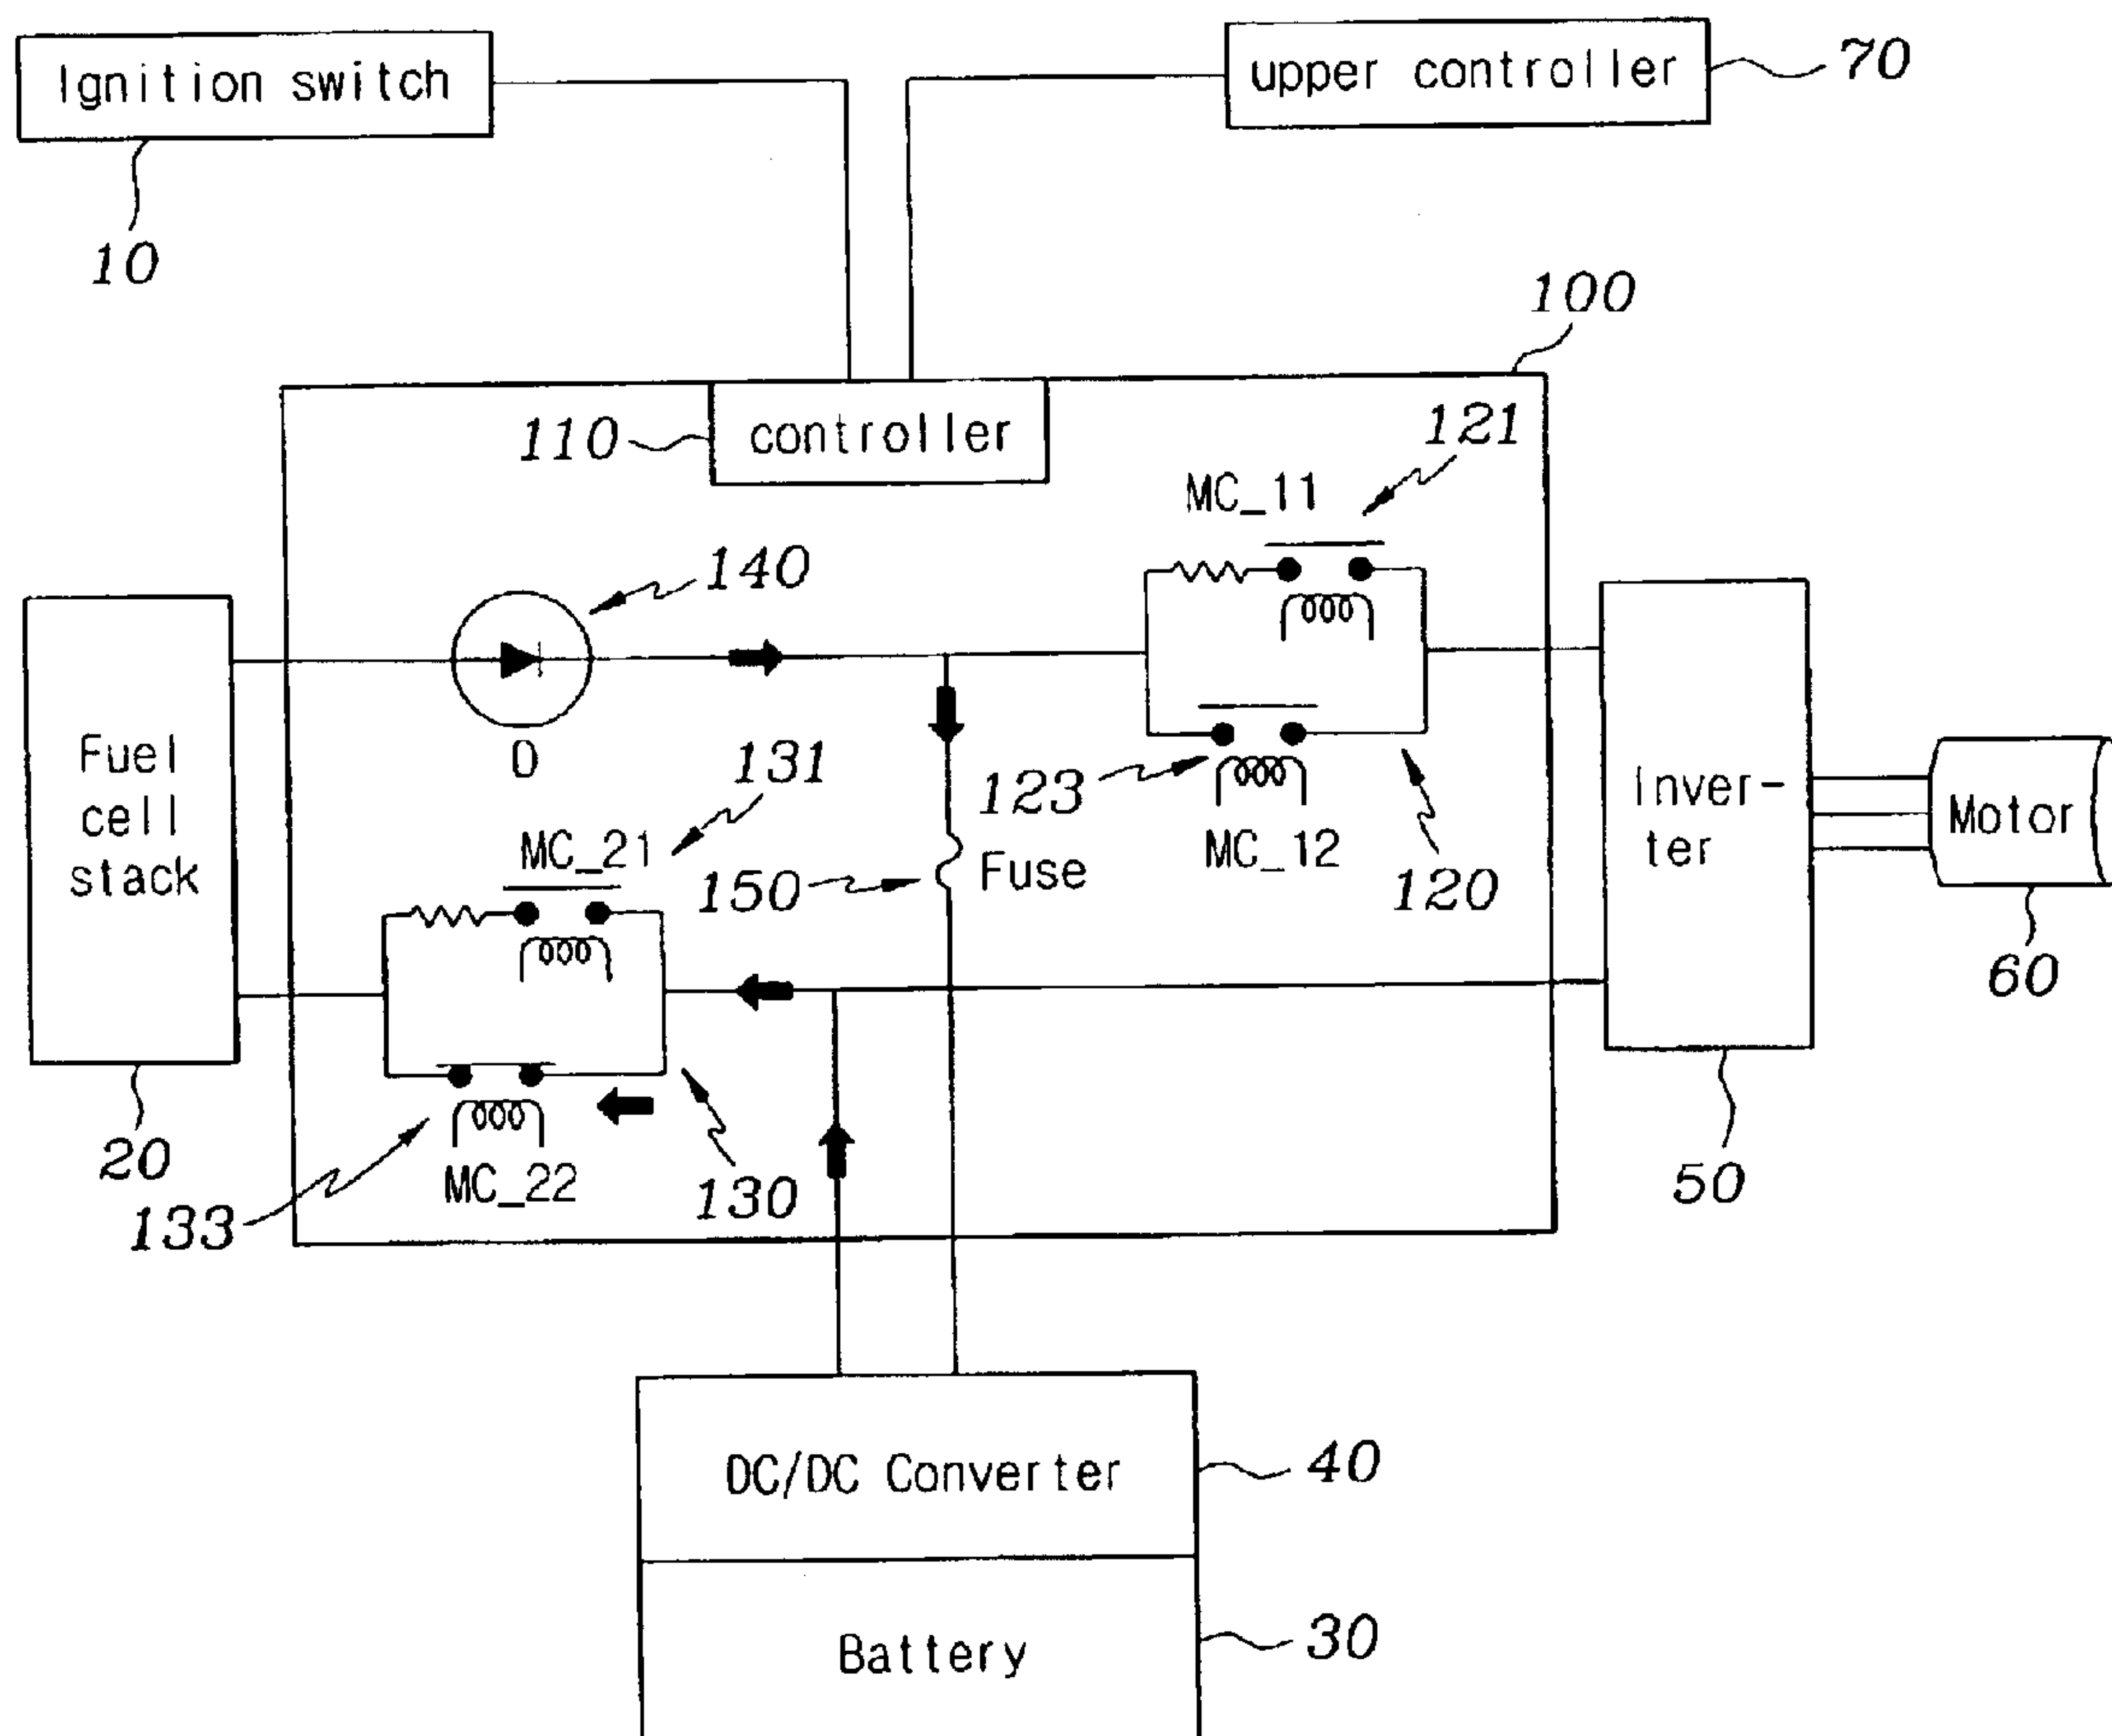 Ignition switch
upper controller
70
10
100
110
controller
121
MC_11
140
D
131
MC_21
123
MC_12
120
150
Fuse
Fuel
cell
stack
Inver-
ter
Motor
60
20
133
MC_22
130
50
DC/DC Converter
40
Battery
30